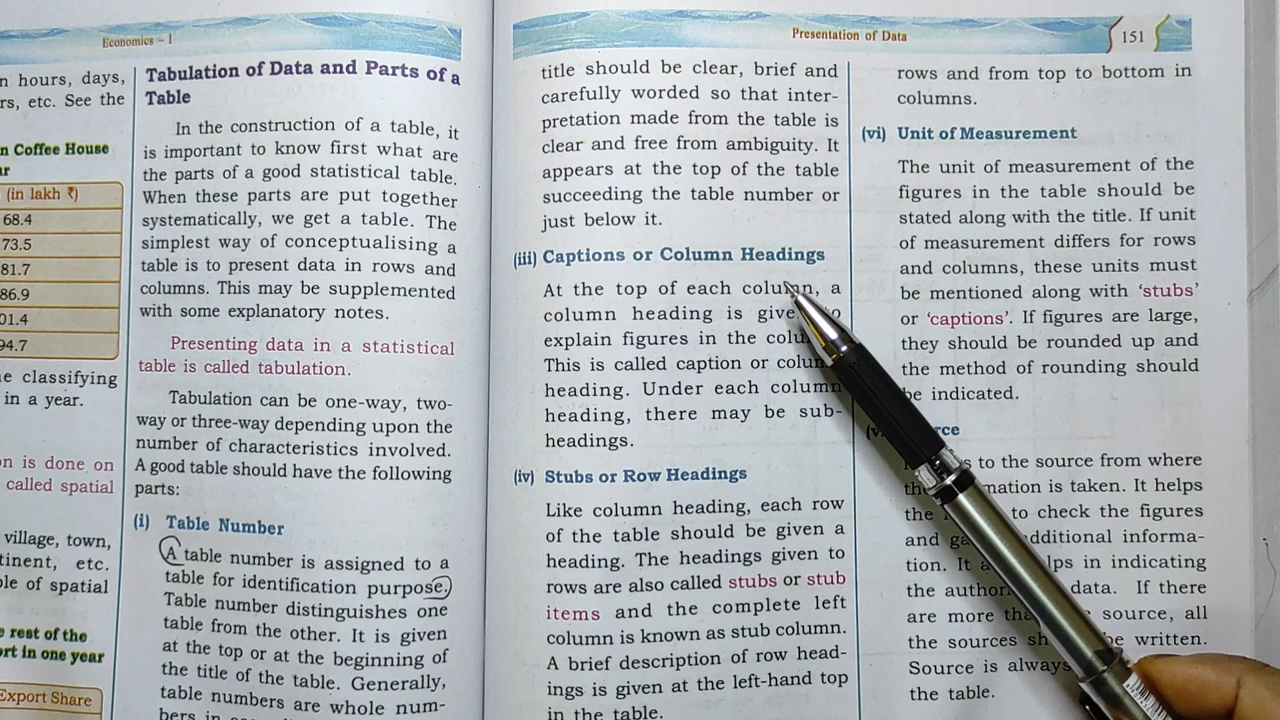 Economics – I
n hours, days,
rs, etc. See the
n Coffee House
ar
(in lakh ₹)
68.4
73.5
81.7
86.9
01.4
94.7
e classifying
in a year.
on is done on
called spatial
village, town,
tinent, etc.
ple of spatial
e rest of the
ort in one year
Export Share
Tabulation of Data and Parts of a
Table
In the construction of a table, it
is important to know first what are
the parts of a good statistical table.
When these parts are put together
systematically, we get a table. The
simplest way of conceptualising a
table is to present data in rows and
columns. This may be supplemented
with some explanatory notes.
Presenting data in a statistical
table is called tabulation.
Tabulation can be one-way, two-
way or three-way depending upon the
number of characteristics involved.
A good table should have the following
parts:
(i) Table Number
A table number is assigned to a
table for identification purpose.
Table number distinguishes one
table from the other. It is given
at the top or at the beginning of
the title of the table. Generally,
table numbers are whole num-
bers in
Presentation of Data 151
title should be clear, brief and
carefully worded so that inter-
pretation made from the table is
clear and free from ambiguity. It
appears at the top of the table
succeeding the table number or
just below it.
(iii) Captions or Column Headings
At the top of each column, a
column heading is give
explain figures in the colu
This is called caption or colum
heading. Under each column
heading, there may be sub-
headings.
(iv) Stubs or Row Headings
Like column heading, each row
of the table should be given a
heading. The headings given to
rows are also called stubs or stub
items and the complete left
column is known as stub column.
A brief description of row head-
ings is given at the left-hand top
in the table.
rows and from top to bottom in
columns.
(vi) Unit of Measurement
The unit of measurement of the
figures in the table should be
stated along with the title. If unit
of measurement differs for rows
and columns, these units must
be mentioned along with 'stubs'
or 'captions'. If figures are large,
they should be rounded up and
the method of rounding should
be indicated.
rce
to the source from where
the mation is taken. It helps
the to check the figures
and dditional informa-
tion. It lps in indicating
the data. If there
are more source, all
the sources be written.
Source is always
the table.